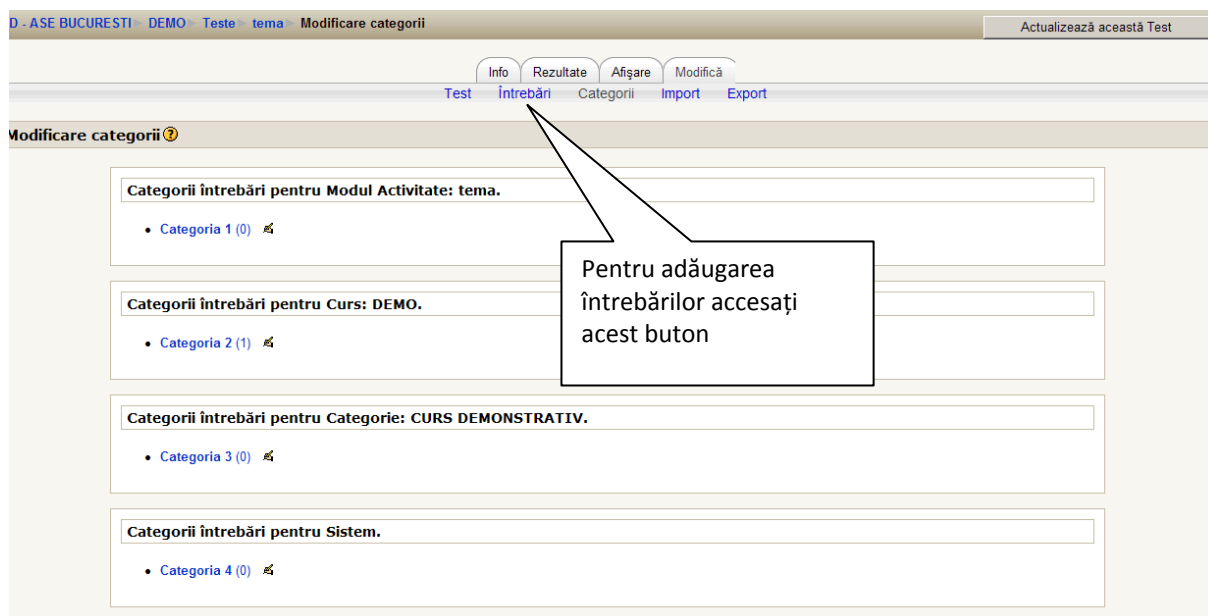 D - ASE BUCURESTI ► DEMO ► Teste ► tema ► Modificare categorii
Actualizează această Test
Info Rezultate Afişare Modifică
Test Întrebări Categorii Import Export
Modificare categorii
Categorii întrebări pentru Modul Activitate: tema.
• Categoria 1 (0)
Pentru adăugarea
întrebărilor accesați
acest buton
Categorii întrebări pentru Curs: DEMO.
• Categoria 2 (1)
Categorii întrebări pentru Categorie: CURS DEMONSTRATIV.
• Categoria 3 (0)
Categorii întrebări pentru Sistem.
• Categoria 4 (0)